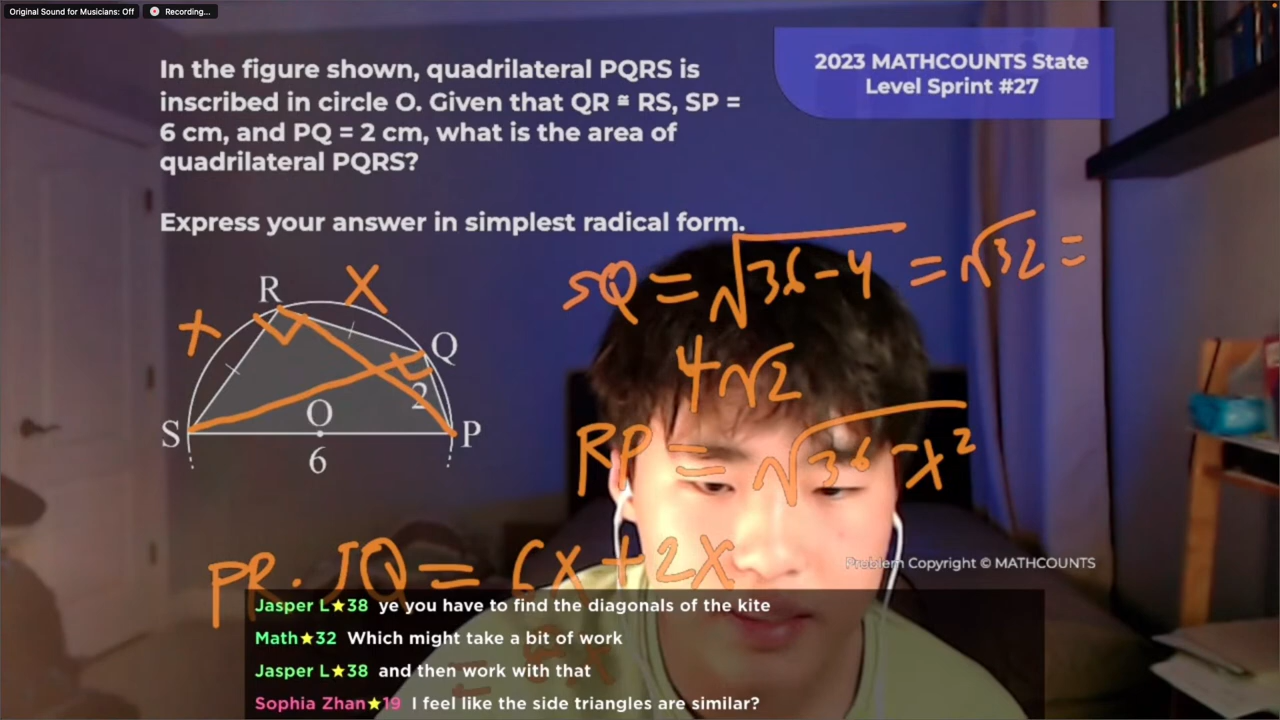 Original Sound for Musicians: Off
Recording...
In the figure shown, quadrilateral PQRS is
inscribed in circle O. Given that QR ≅ RS, SP =
6 cm, and PQ = 2 cm, what is the area of
quadrilateral PQRS?
Express your answer in simplest radical form.
2023 MATHCOUNTS State
Level Sprint #27
R
X
X
Q
2
O
S
P
6
SQ = √36-4 = √32 =
4√2
RP = √36-x²
PR · SQ = 6x+2x
Problem Copyright © MATHCOUNTS
Jasper L★38 ye you have to find the diagonals of the kite
Math★32 Which might take a bit of work
Jasper L★38 and then work with that
Sophia Zhan★19 I feel like the side triangles are similar?